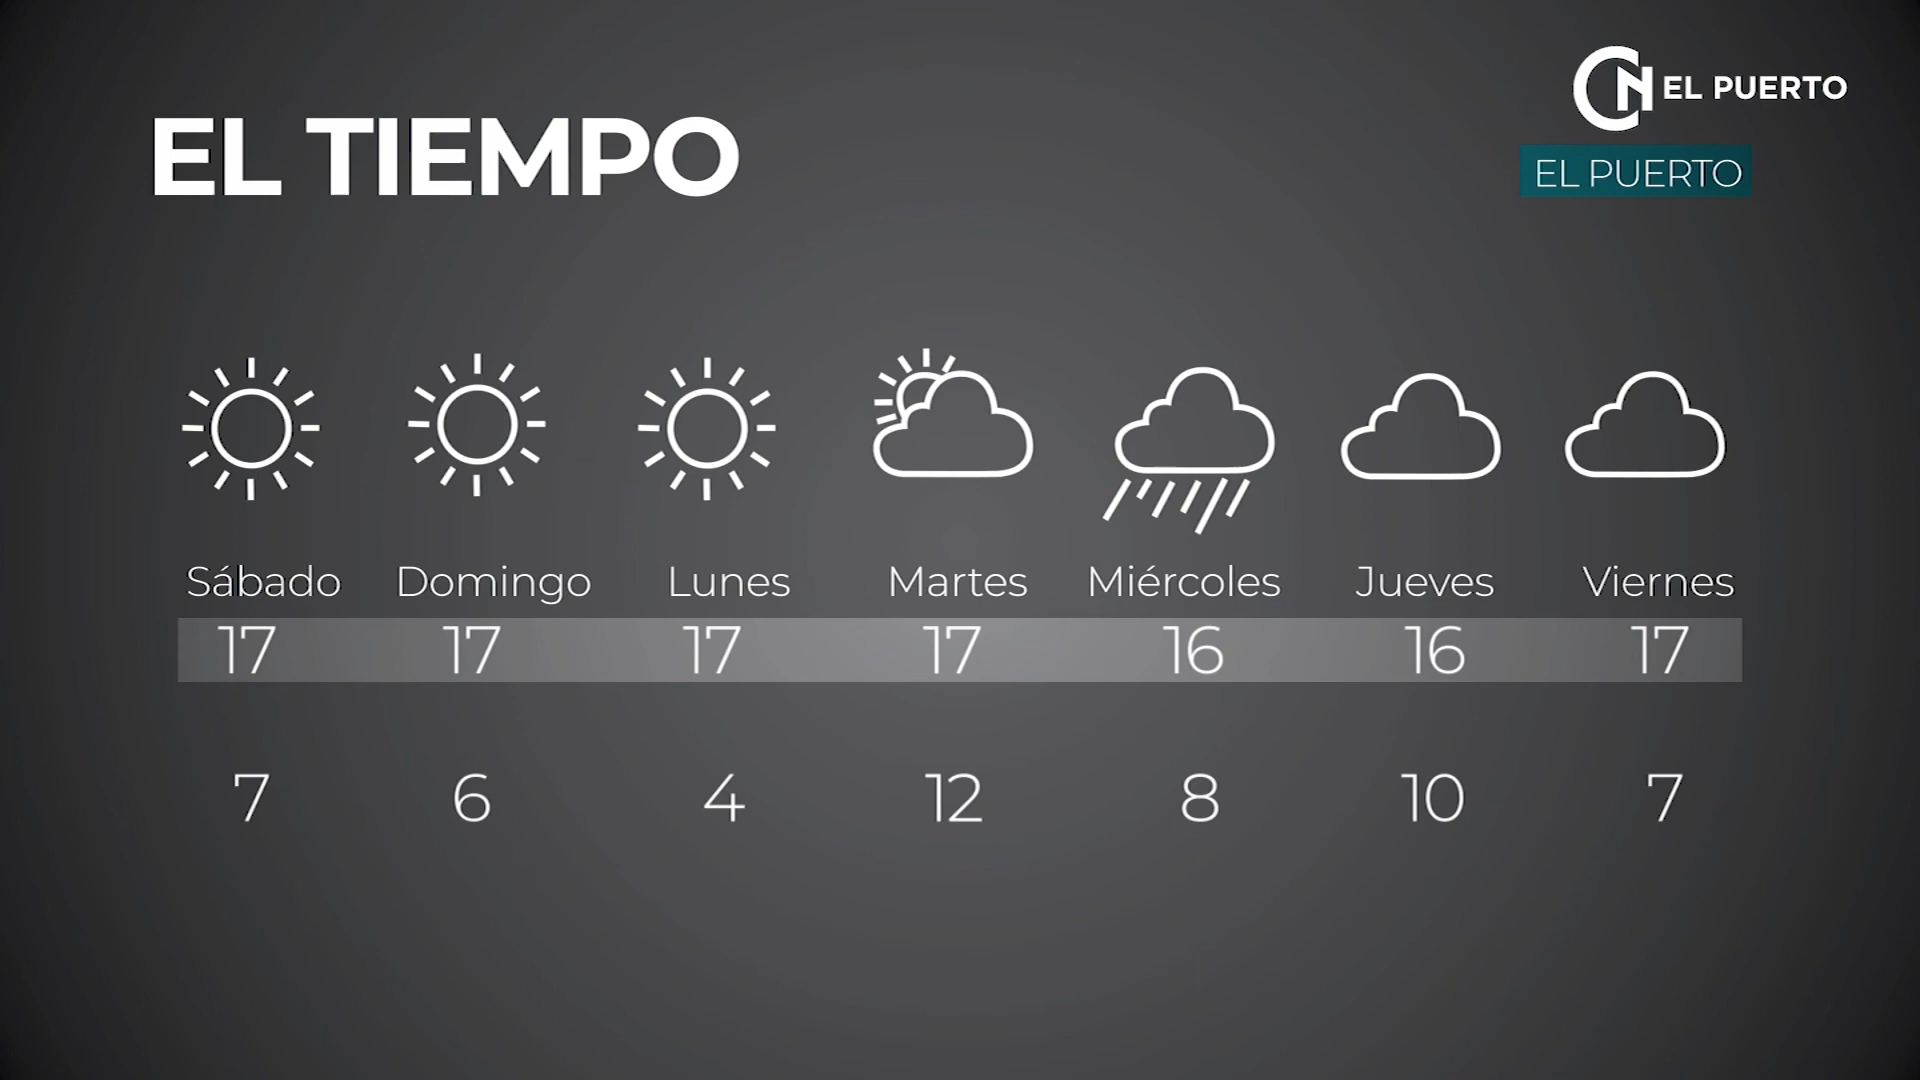 CN EL PUERTO
EL TIEMPO
EL PUERTO
Sábado Domingo Lunes Martes Miércoles Jueves Viernes
17 17 17 17 16 16 17
7 6 4 12 8 10 7